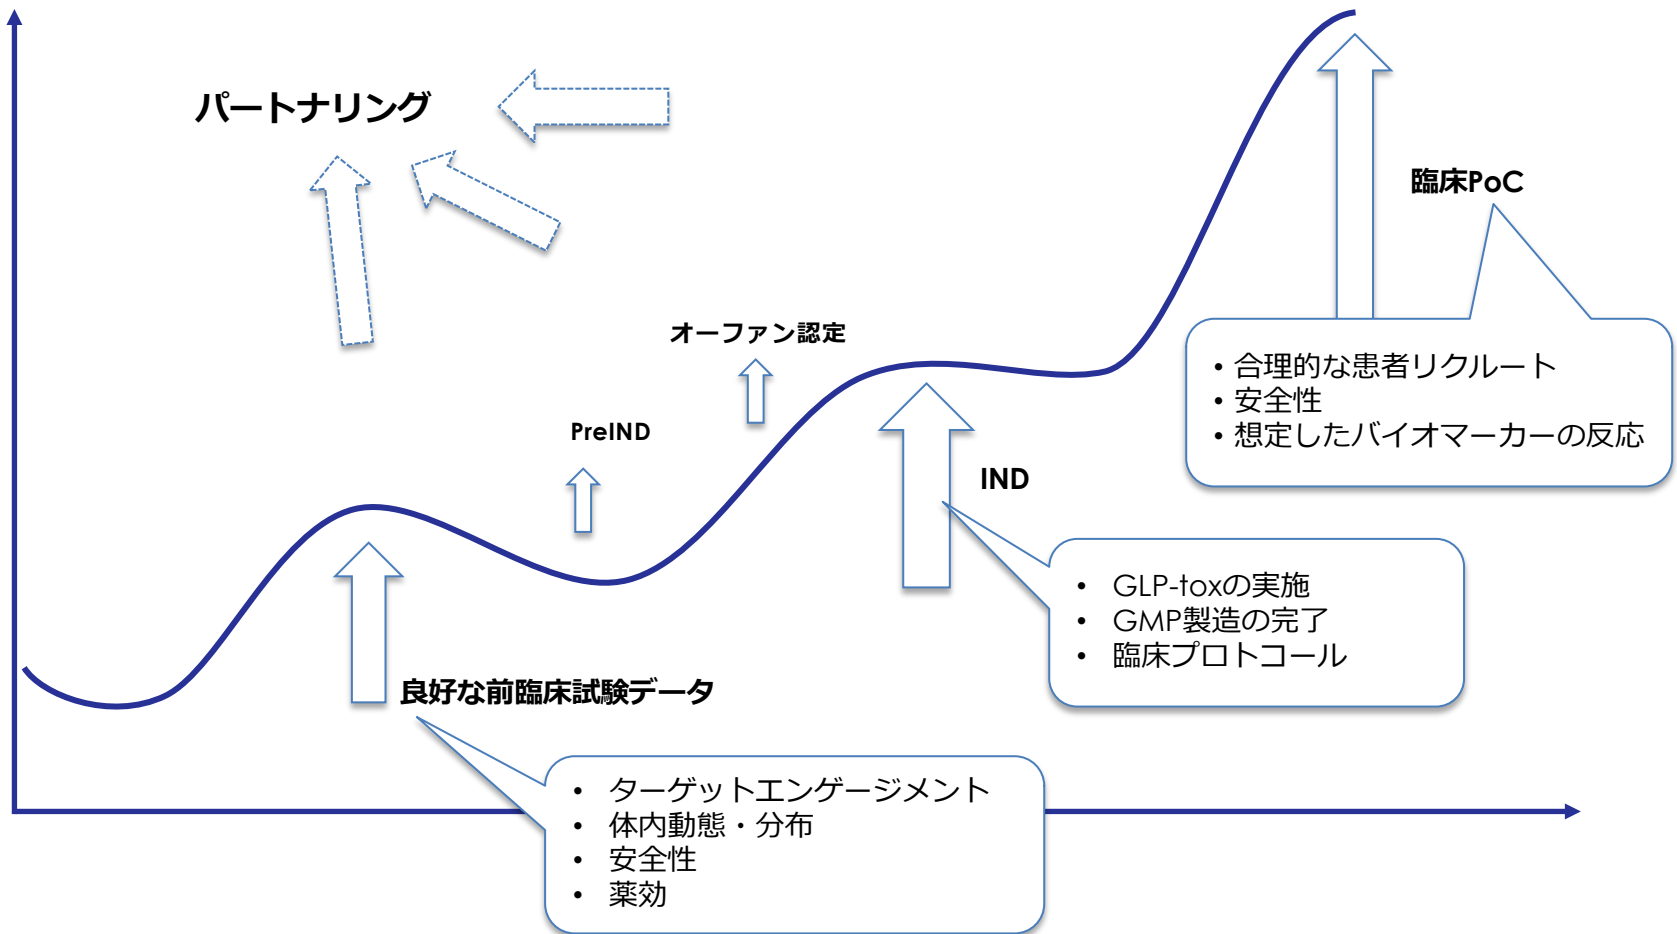 パートナリング
臨床PoC
• 合理的な患者リクルート
• 安全性
• 想定したバイオマーカーの反応
オーファン認定
PreIND
IND
• GLP-toxの実施
• GMP製造の完了
• 臨床プロトコール
良好な前臨床試験データ
• ターゲットエンゲージメント
• 体内動態・分布
• 安全性
• 薬効